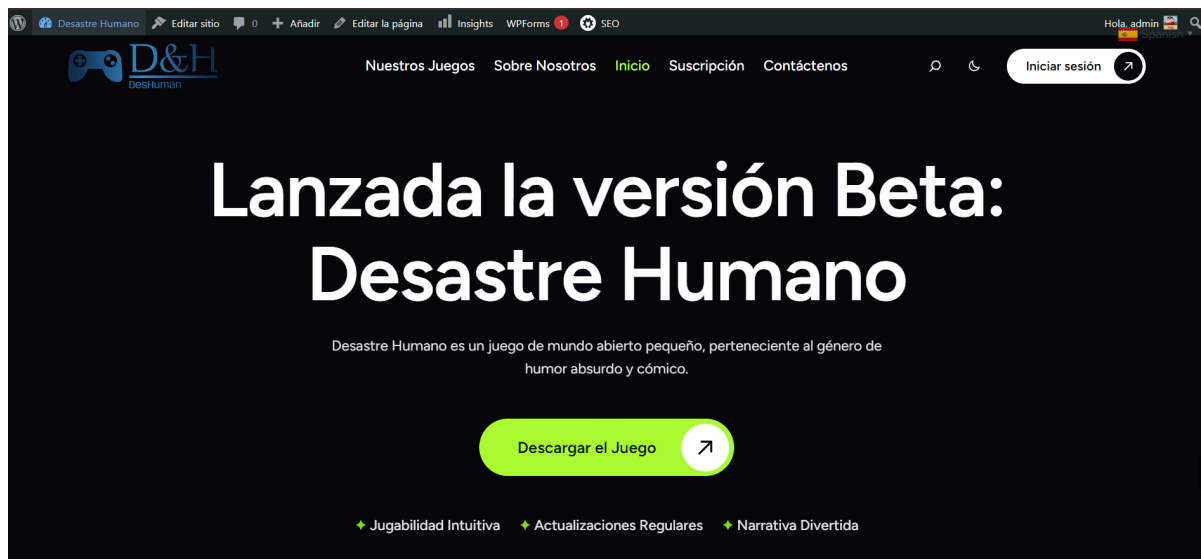 Desastre Humano Editar sitio 0 Añadir Editar la página Insights WPForms 1 SEO Hola, admin
Spanish
D&H
DesHuman
Nuestros Juegos Sobre Nosotros Inicio Suscripción Contáctenos Iniciar sesión
Lanzada la versión Beta:
Desastre Humano
Desastre Humano es un juego de mundo abierto pequeño, perteneciente al género de
humor absurdo y cómico.
Descargar el Juego
Jugabilidad Intuitiva Actualizaciones Regulares Narrativa Divertida